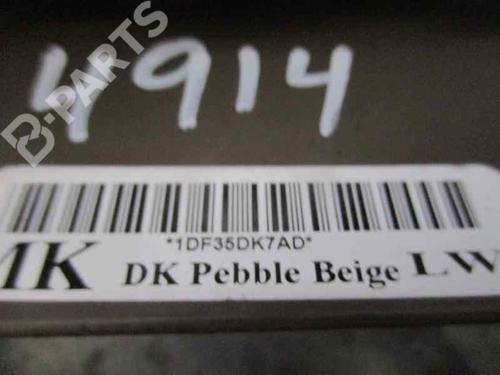 4914
B-PARTS
*1DF35DK7AD*
MK DK Pebble Beige LW